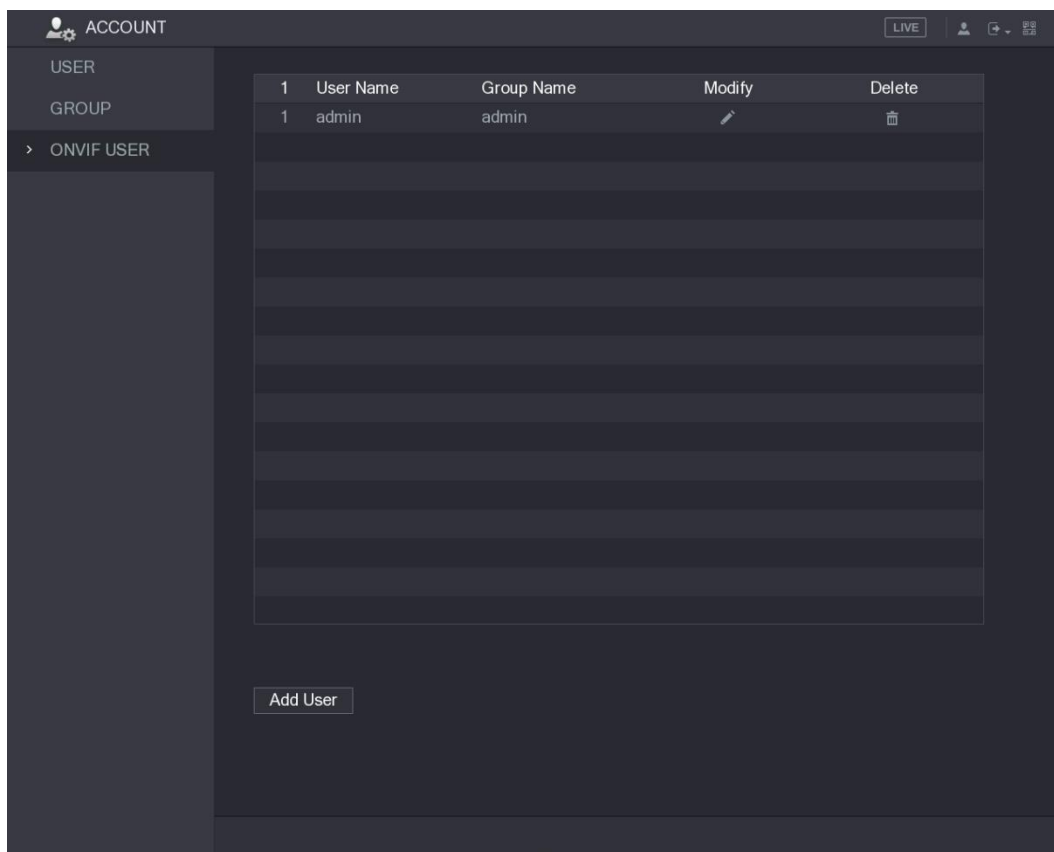 ACCOUNT LIVE
USER
GROUP
ONVIF USER
1 User Name Group Name Modify Delete
1 admin admin
Add User